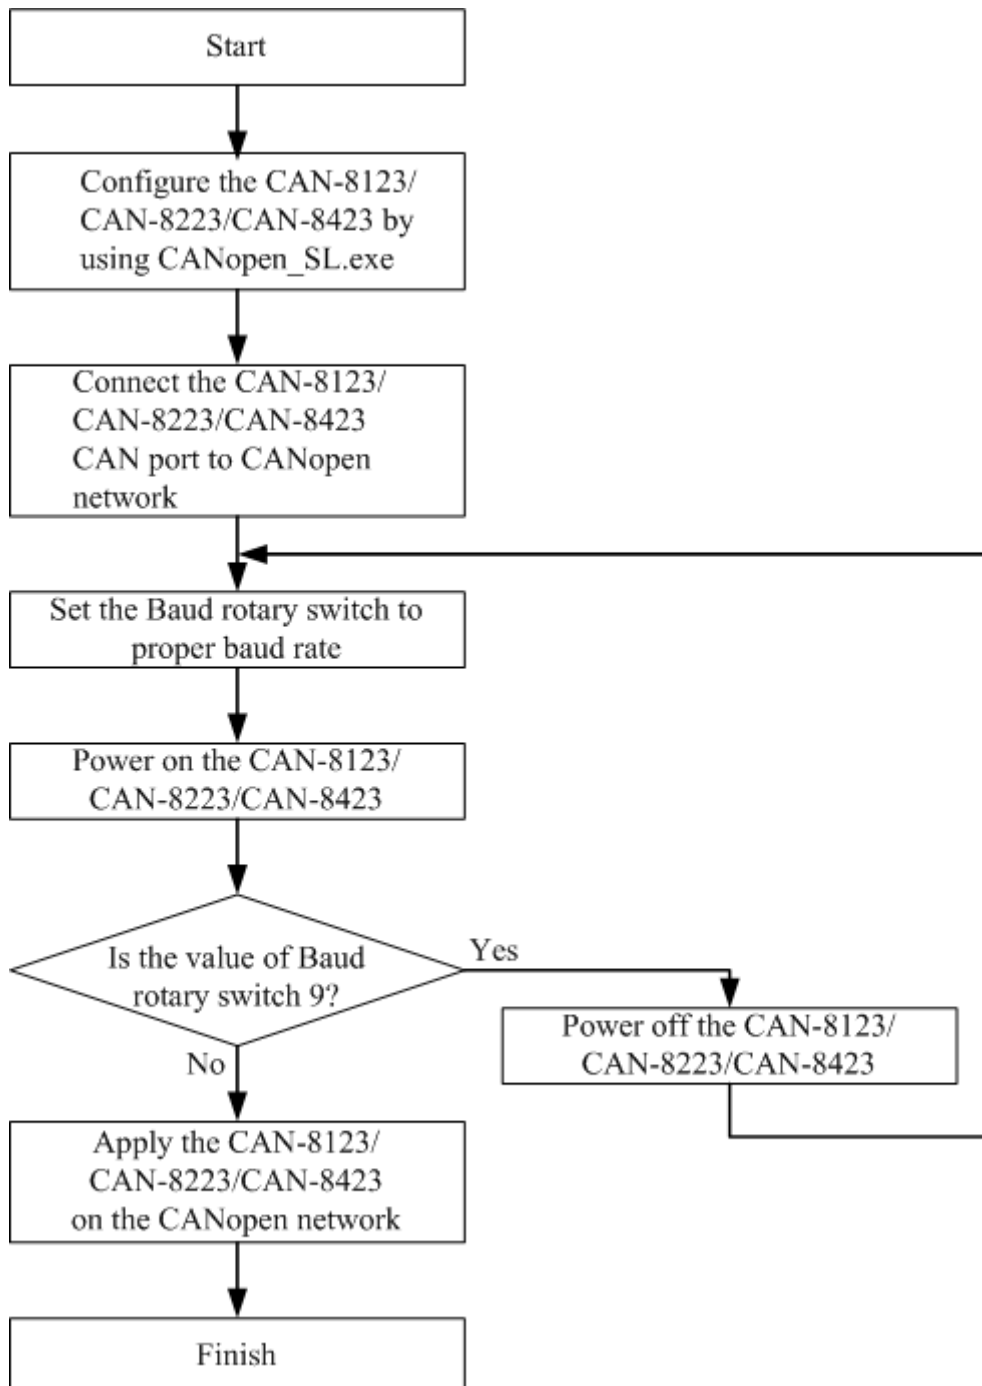 Start
Configure the CAN-8123/
CAN-8223/CAN-8423 by
using CANopen_SL.exe
Connect the CAN-8123/
CAN-8223/CAN-8423
CAN port to CANopen
network
Set the Baud rotary switch to
proper baud rate
Power on the CAN-8123/
CAN-8223/CAN-8423
Is the value of Baud
rotary switch 9?
Yes
Power off the CAN-8123/
CAN-8223/CAN-8423
No
Apply the CAN-8123/
CAN-8223/CAN-8423
on the CANopen network
Finish